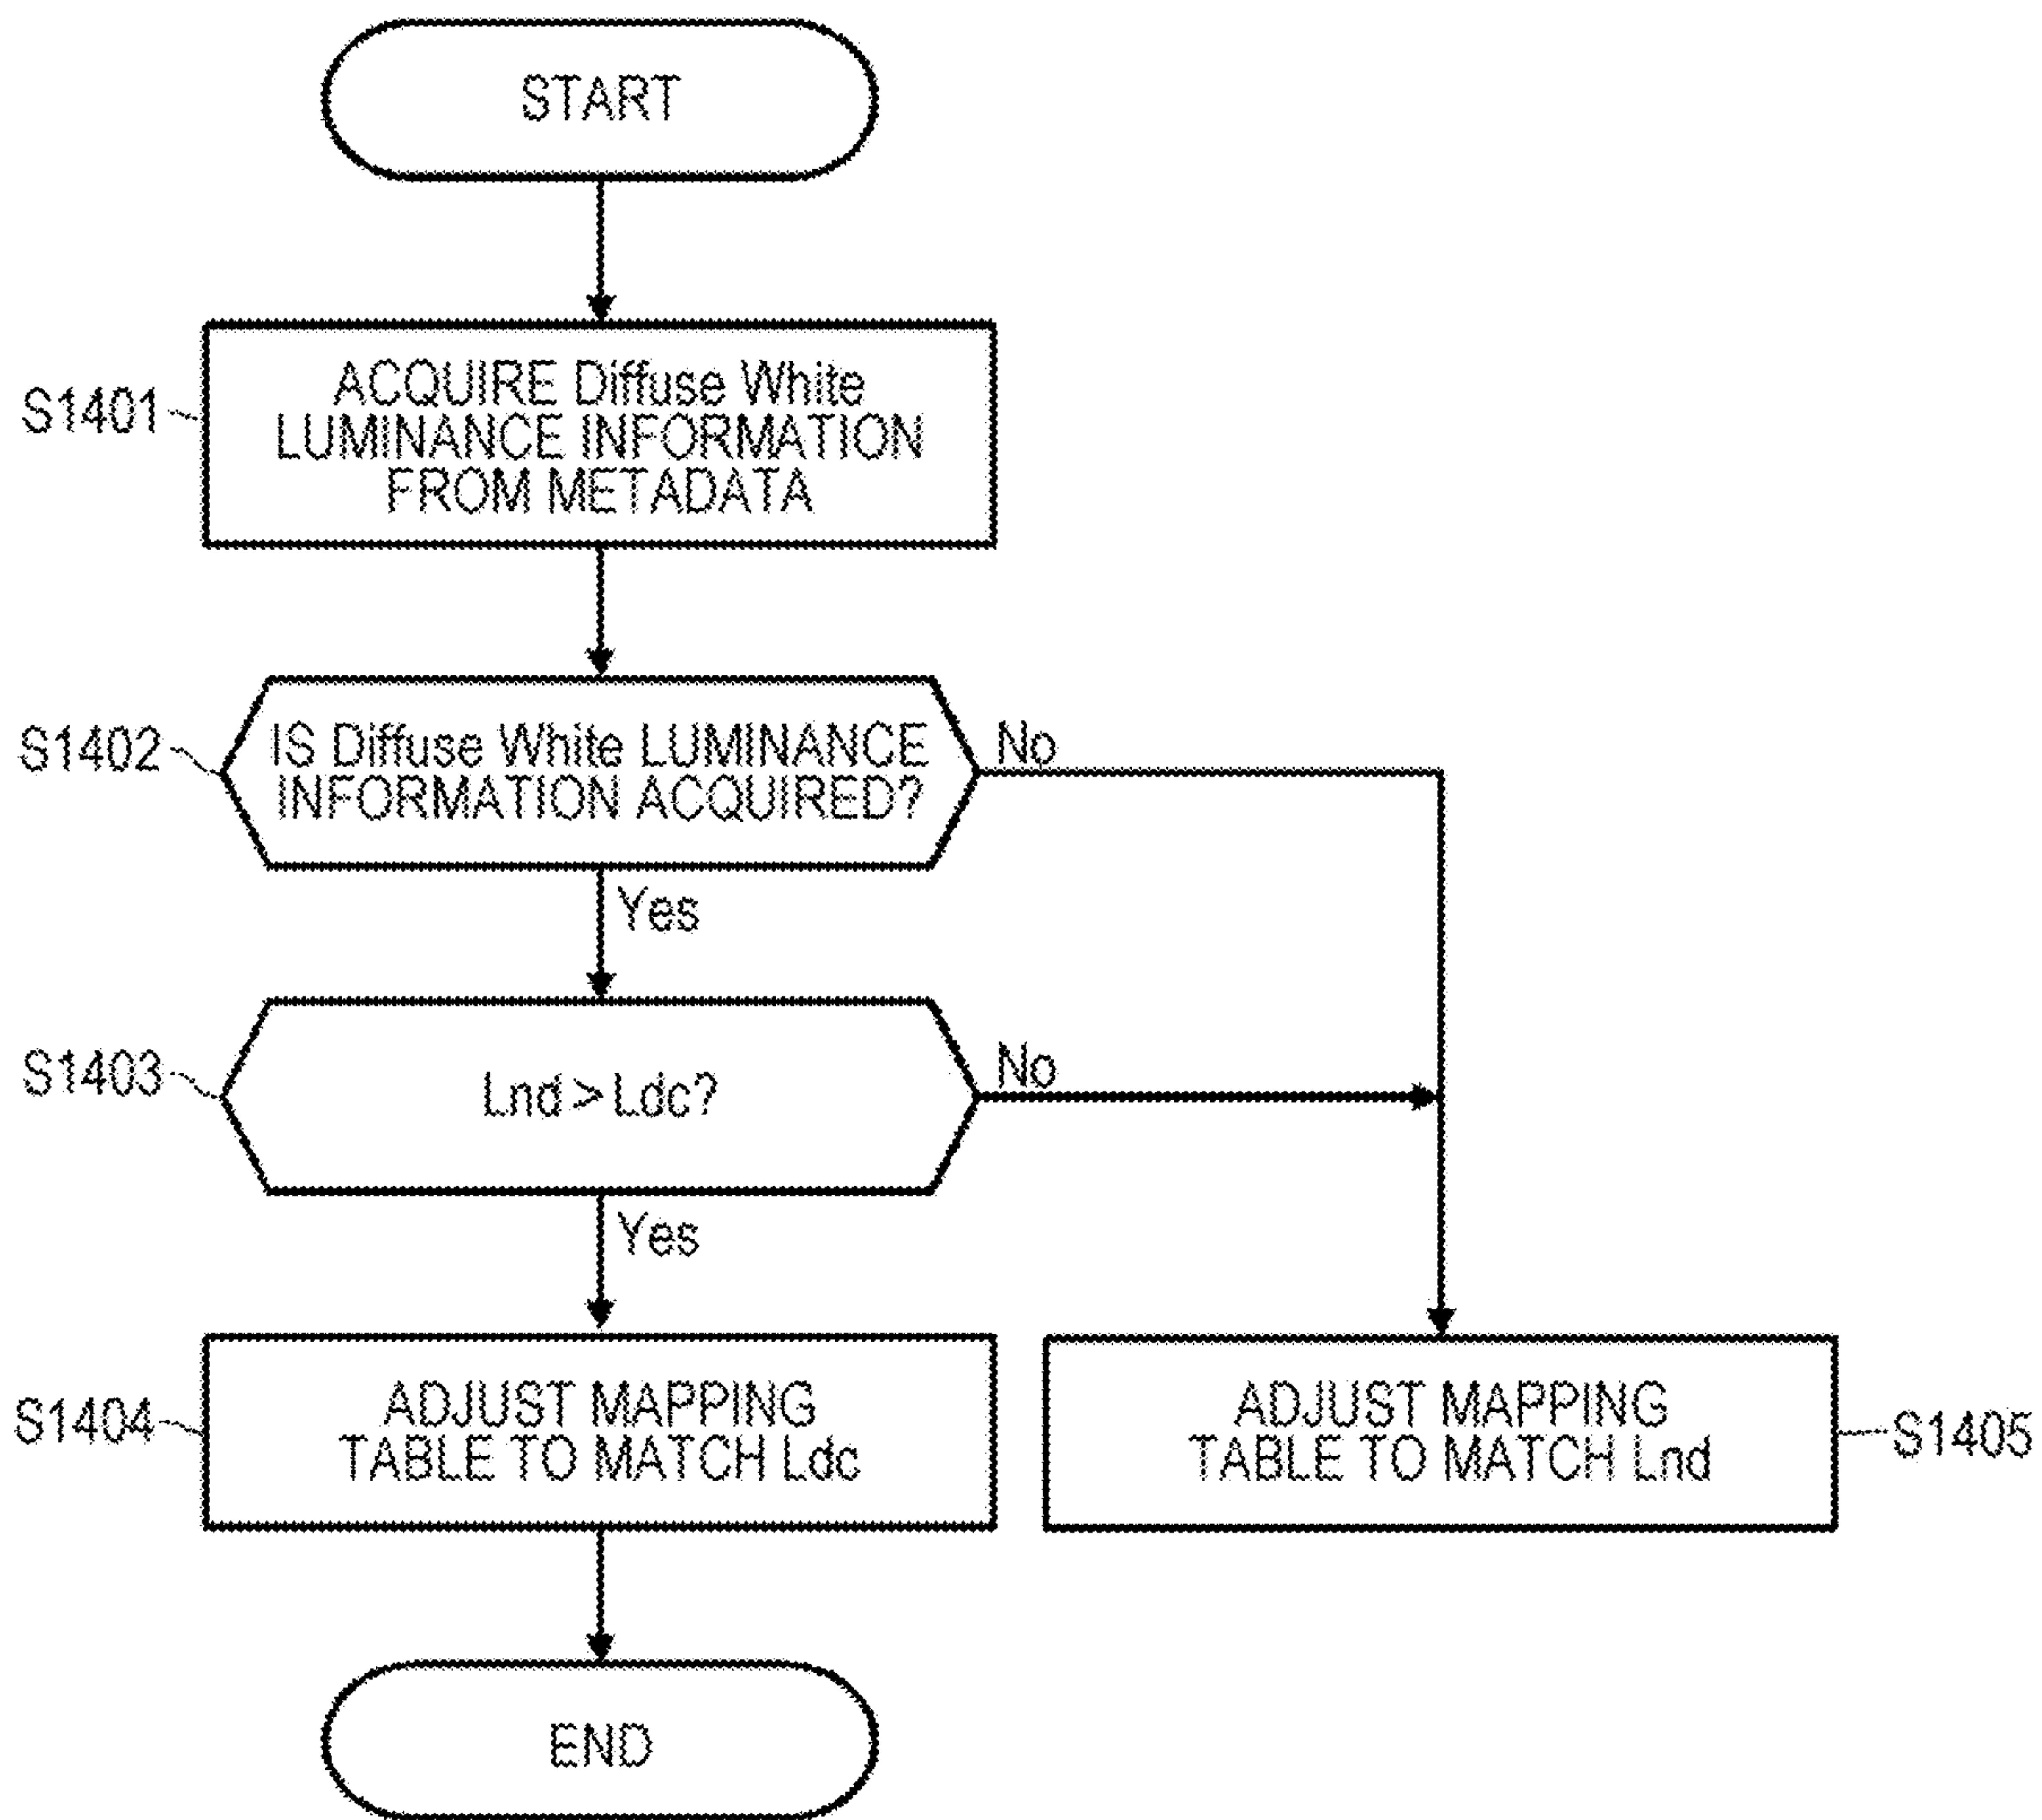 START
S1401
ACQUIRE Diffuse White
LUMINANCE INFORMATION
FROM METADATA
S1402
IS Diffuse White LUMINANCE
INFORMATION ACQUIRED?
No
Yes
S1403
Lnd > Ldc?
No
Yes
S1404
ADJUST MAPPING
TABLE TO MATCH Ldc
ADJUST MAPPING
TABLE TO MATCH Lnd
S1405
END